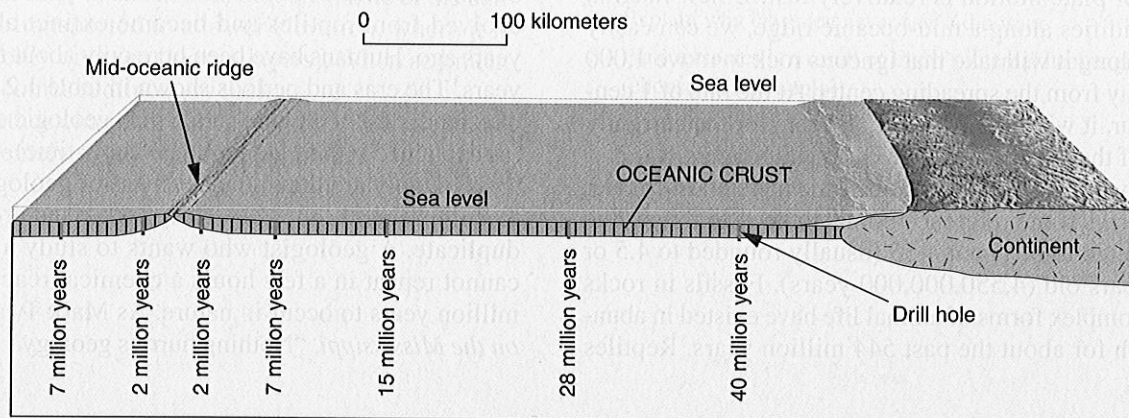 0 100 kilometers
Mid-oceanic ridge
Sea level
OCEANIC CRUST
Sea level
Continent
Drill hole
7 million years
2 million years
2 million years
7 million years
15 million years
28 million years
40 million years